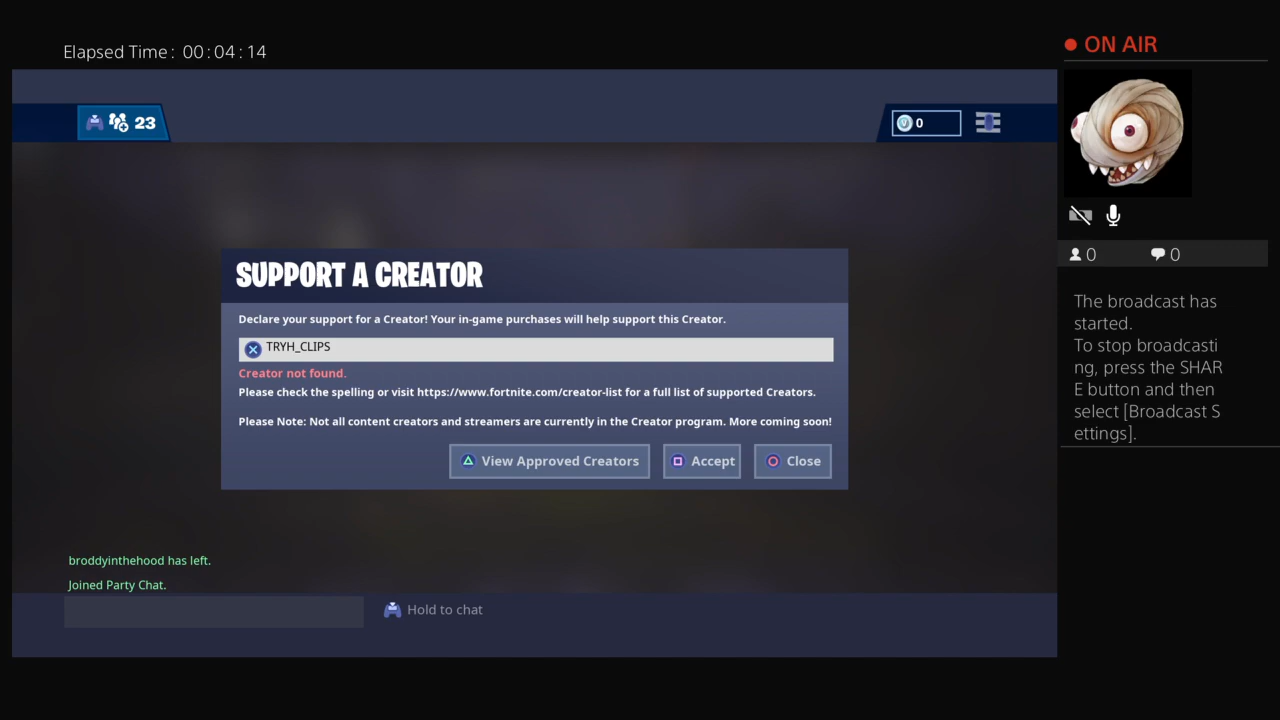 Elapsed Time: 00:04:14
ON AIR
23
0
SUPPORT A CREATOR
Declare your support for a Creator! Your in-game purchases will help support this Creator.
TRYH_CLIPS
Creator not found.
Please check the spelling or visit https://www.fortnite.com/creator-list for a full list of supported Creators.
Please Note: Not all content creators and streamers are currently in the Creator program. More coming soon!
View Approved Creators
Accept
Close
broddyinthehood has left.
Joined Party Chat.
Hold to chat
0
0
The broadcast has
started.
To stop broadcasti
ng, press the SHAR
E button and then
select [Broadcast S
ettings].